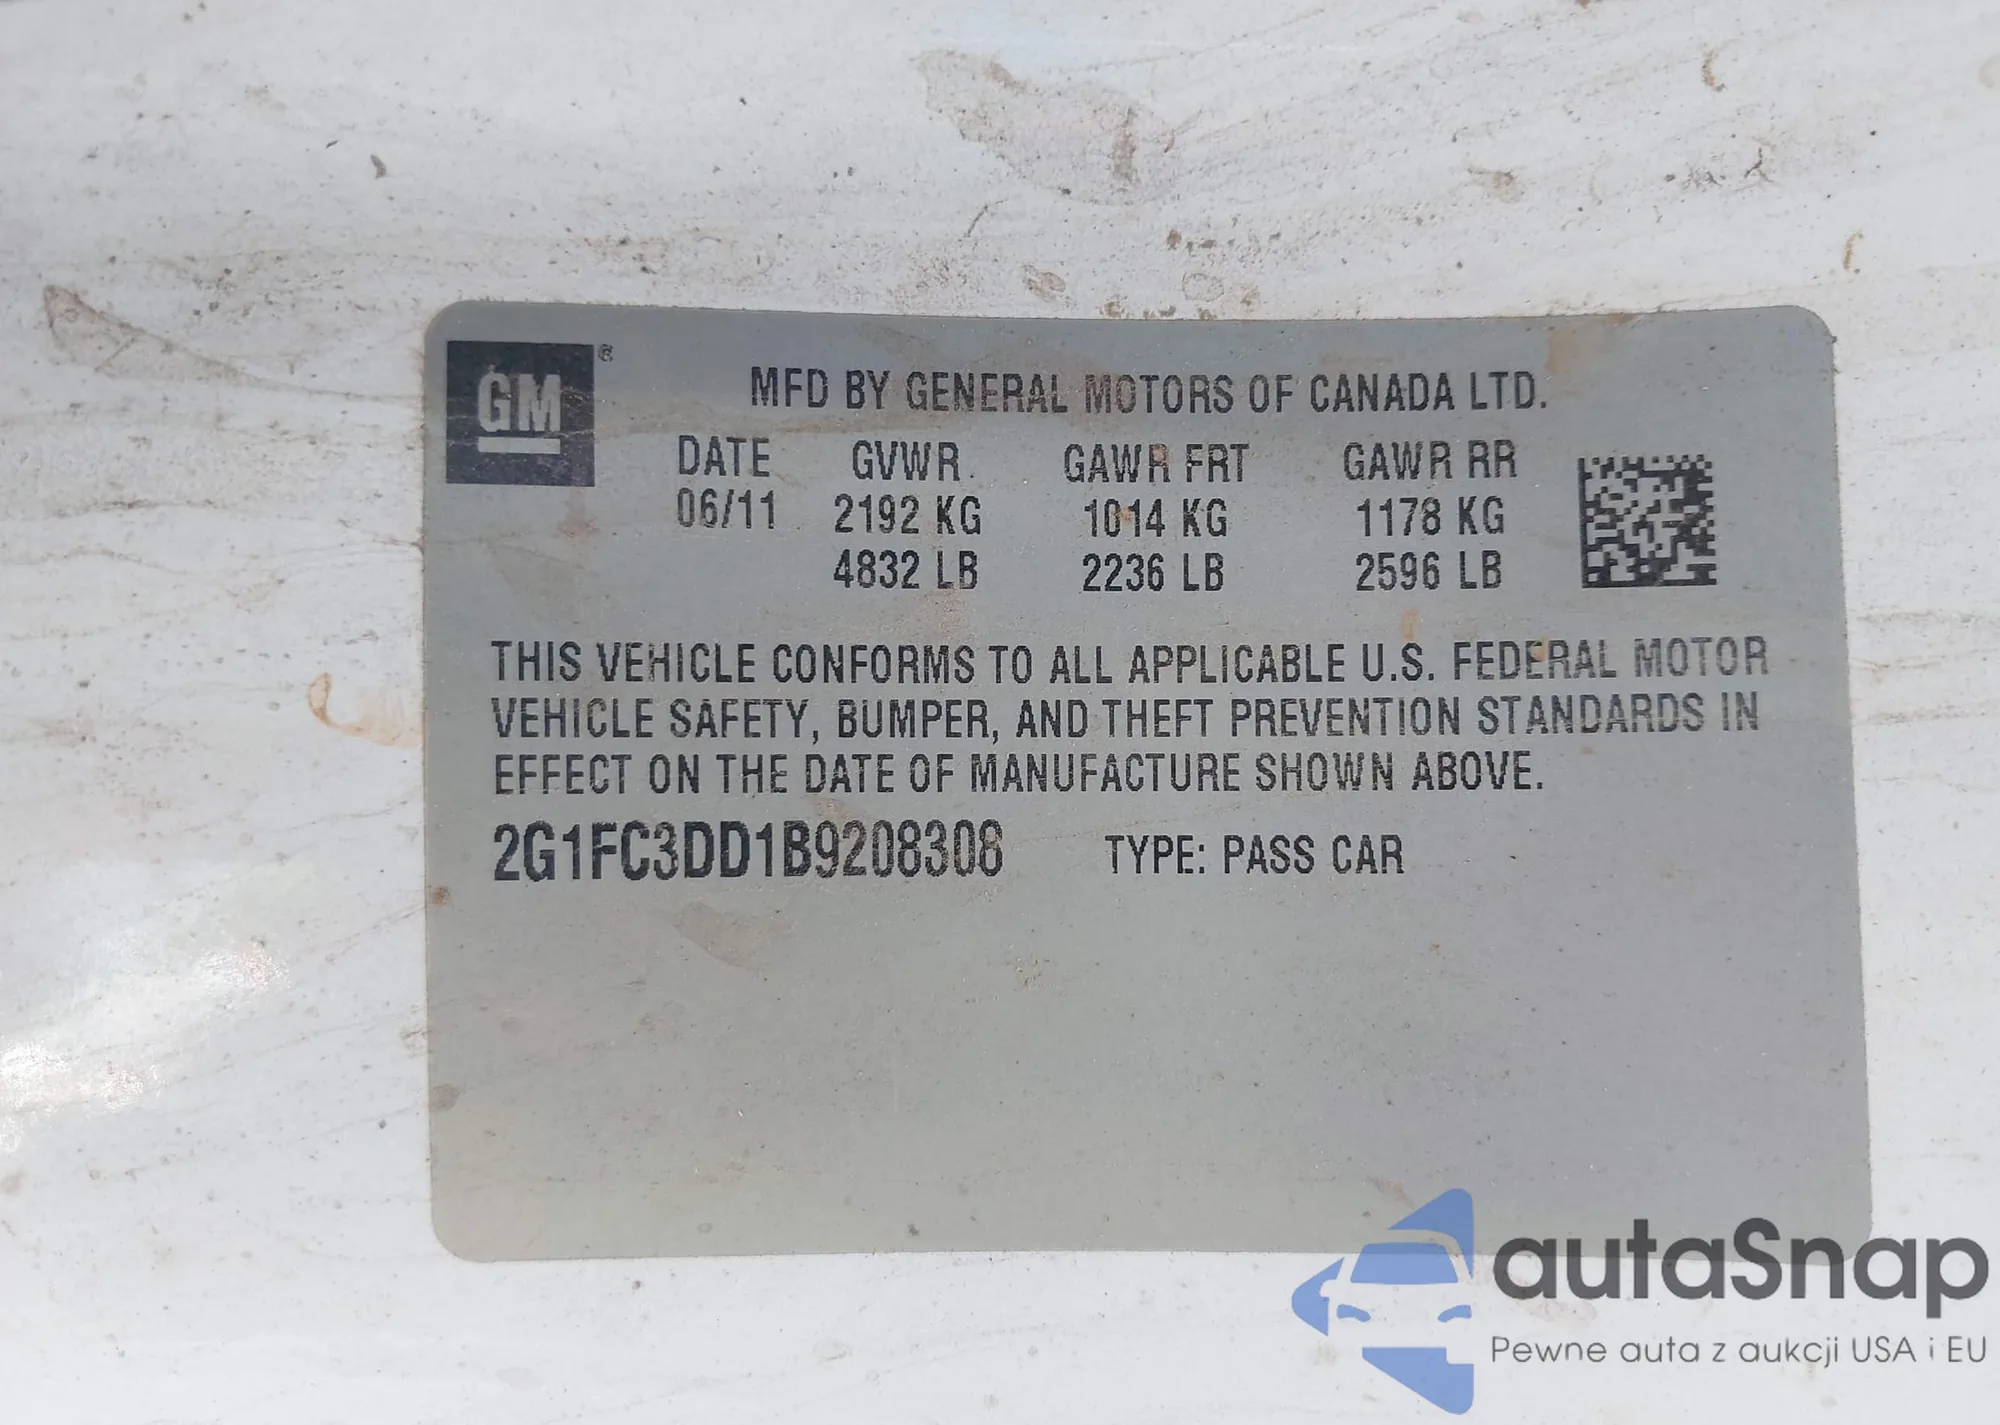 GM ®
MFD BY GENERAL MOTORS OF CANADA LTD.
DATE GVWR GAWR FRT GAWR RR
06/11 2192 KG 1014 KG 1178 KG
4832 LB 2236 LB 2596 LB
THIS VEHICLE CONFORMS TO ALL APPLICABLE U.S. FEDERAL MOTOR
VEHICLE SAFETY, BUMPER, AND THEFT PREVENTION STANDARDS IN
EFFECT ON THE DATE OF MANUFACTURE SHOWN ABOVE.
2G1FC3DD1B9208308 TYPE: PASS CAR
autaSnap
Pewne auta z aukcji USA i EU